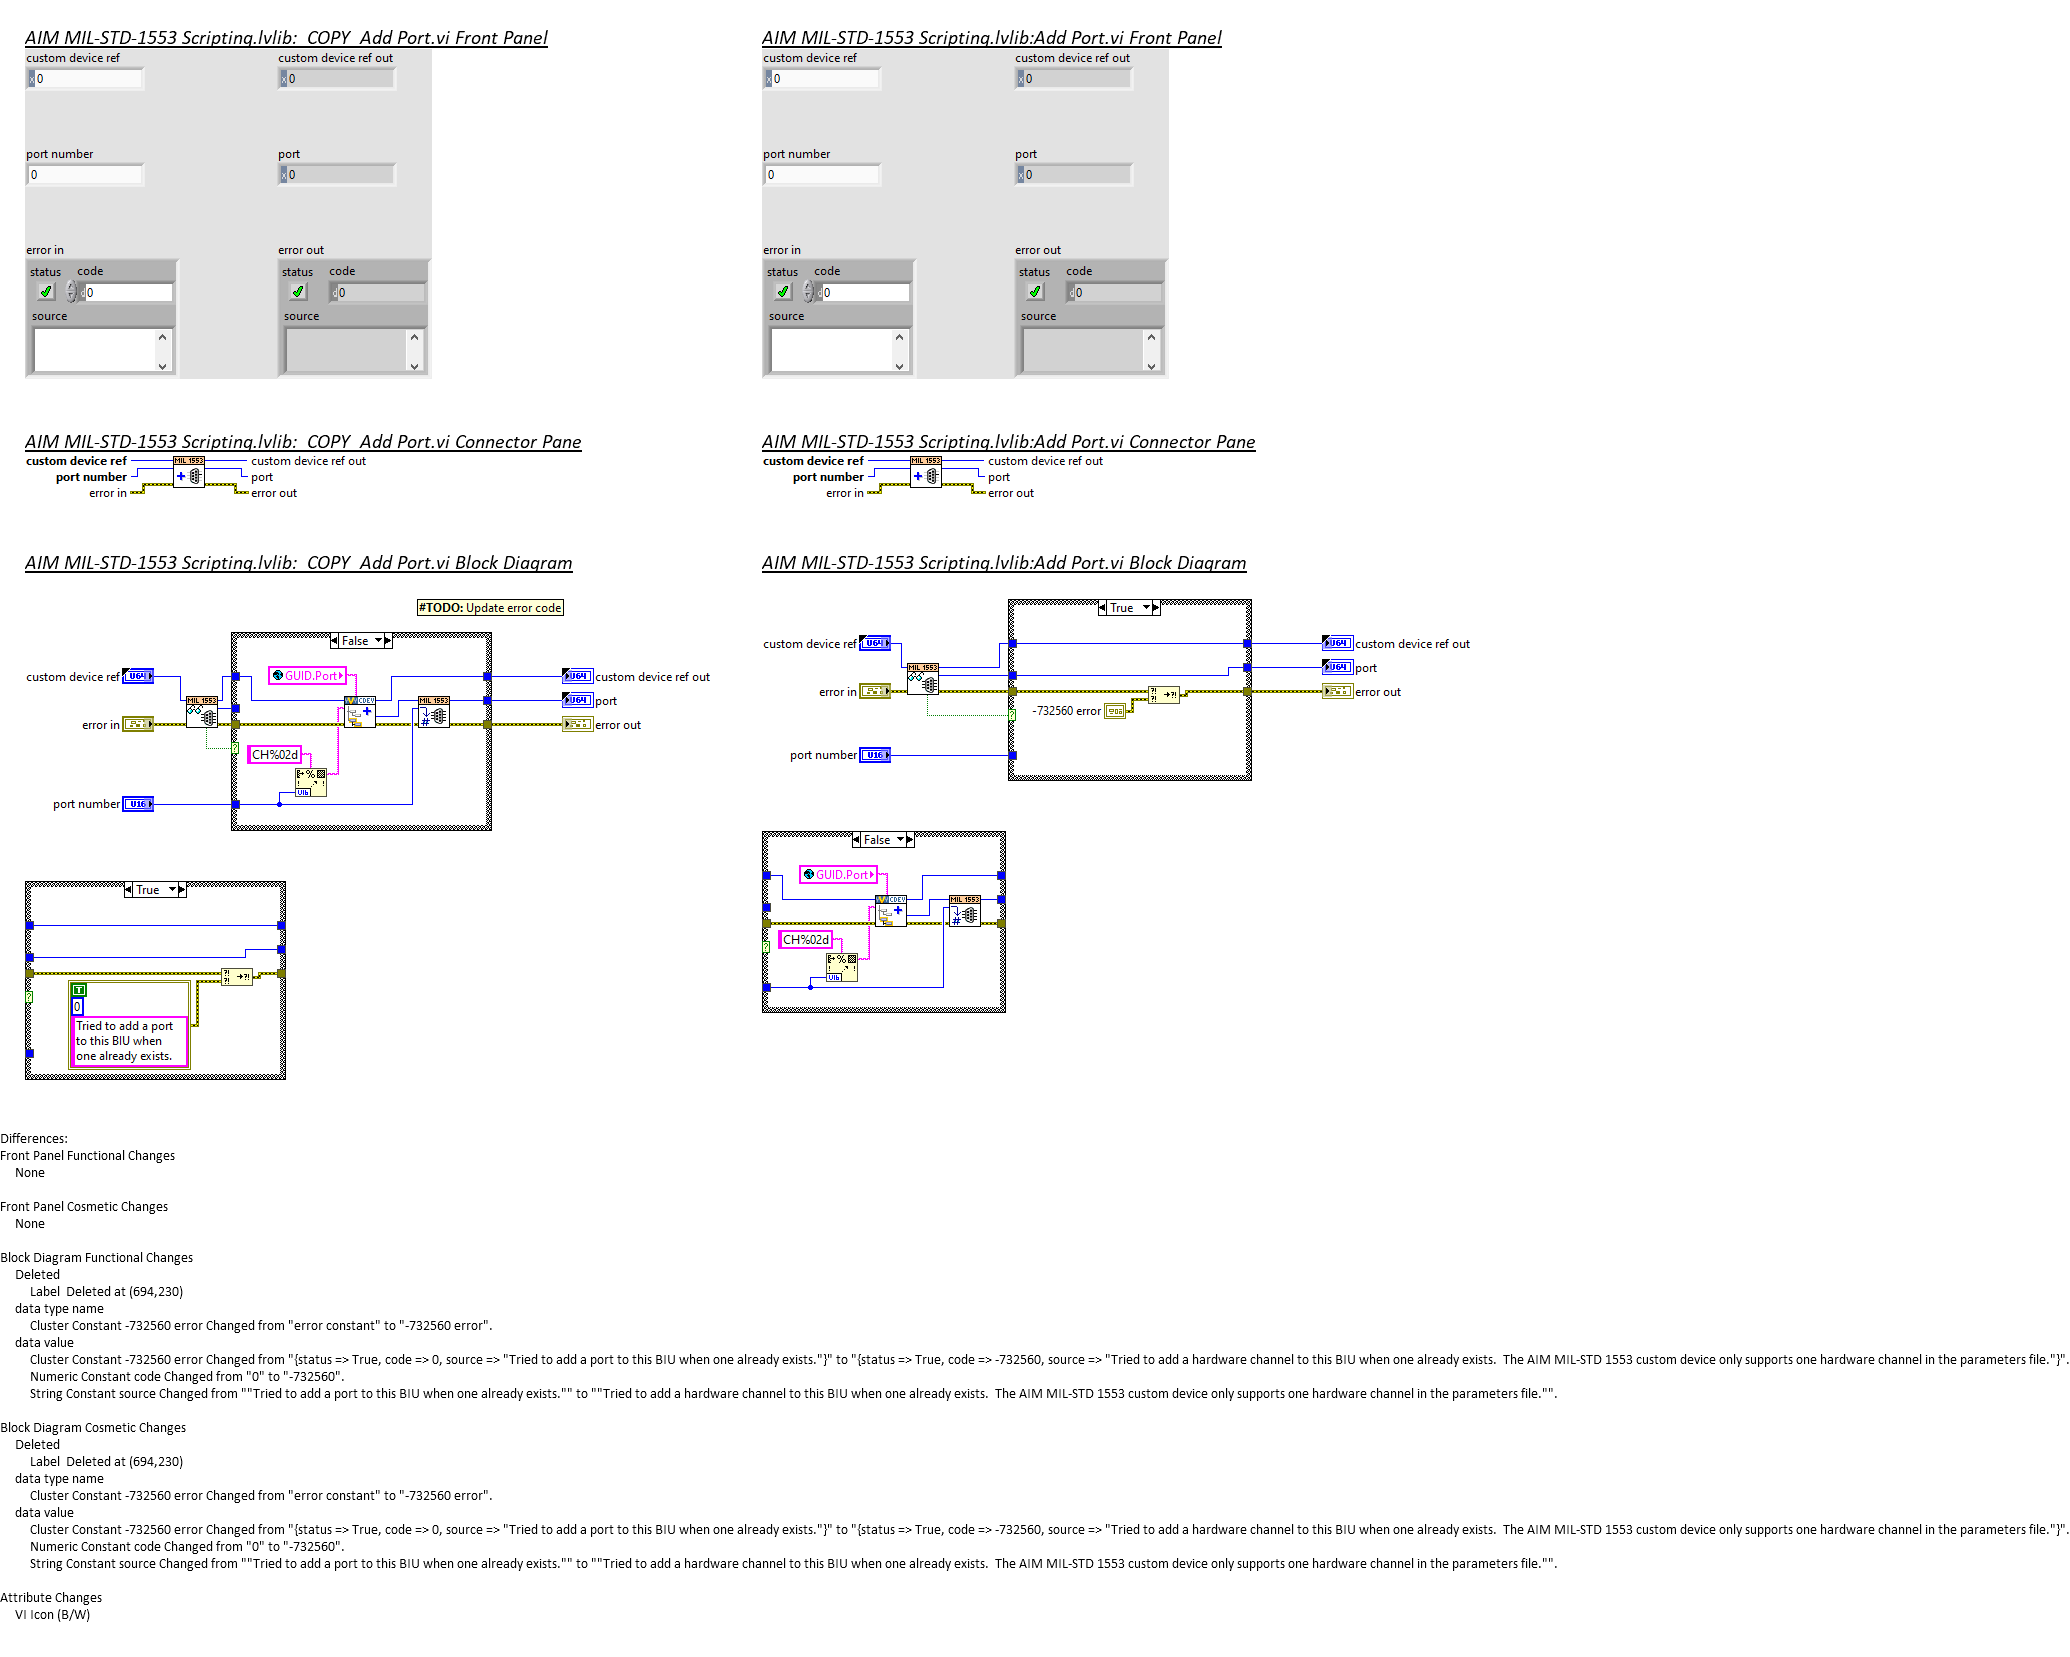 AIM MIL-STD-1553 Scripting.lvlib:  COPY  Add Port.vi Front Panel
custom device ref
custom device ref out
x 0
x 0
port number
port
0
x 0
error in
error out
status code
status code
d 0
d 0
source
source
AIM MIL-STD-1553 Scripting.lvlib:Add Port.vi Front Panel
custom device ref
custom device ref out
x 0
x 0
port number
port
0
x 0
error in
error out
status code
status code
d 0
d 0
source
source
AIM MIL-STD-1553 Scripting.lvlib:  COPY  Add Port.vi Connector Pane
custom device ref
MIL 1553
custom device ref out
port number
port
error in
error out
AIM MIL-STD-1553 Scripting.lvlib:Add Port.vi Connector Pane
custom device ref
MIL 1553
custom device ref out
port number
port
error in
error out
AIM MIL-STD-1553 Scripting.lvlib:  COPY  Add Port.vi Block Diagram
#TODO: Update error code
False
GUID.Port
custom device ref
U64
MIL 1553
CDEV
MIL 1553
U64
custom device ref out
U64
port
error in
error out
CH%02d
port number
U16
True
T
0
Tried to add a port
to this BIU when
one already exists.
AIM MIL-STD-1553 Scripting.lvlib:Add Port.vi Block Diagram
True
custom device ref
U64
U64
custom device ref out
MIL 1553
U64
port
error in
error out
-732560 error
port number
U16
False
GUID.Port
CDEV
MIL 1553
CH%02d
Differences:
Front Panel Functional Changes
None
Front Panel Cosmetic Changes
None
Block Diagram Functional Changes
Deleted
Label  Deleted at (694,230)
data type name
Cluster Constant -732560 error Changed from "error constant" to "-732560 error".
data value
Cluster Constant -732560 error Changed from "{status => True, code => 0, source => "Tried to add a port to this BIU when one already exists."}" to "{status => True, code => -732560, source => "Tried to add a hardware channel to this BIU when one already exists.  The AIM MIL-STD 1553 custom device only supports one hardware channel in the parameters file."}".
Numeric Constant code Changed from "0" to "-732560".
String Constant source Changed from ""Tried to add a port to this BIU when one already exists."" to ""Tried to add a hardware channel to this BIU when one already exists.  The AIM MIL-STD 1553 custom device only supports one hardware channel in the parameters file."".
Block Diagram Cosmetic Changes
Deleted
Label  Deleted at (694,230)
data type name
Cluster Constant -732560 error Changed from "error constant" to "-732560 error".
data value
Cluster Constant -732560 error Changed from "{status => True, code => 0, source => "Tried to add a port to this BIU when one already exists."}" to "{status => True, code => -732560, source => "Tried to add a hardware channel to this BIU when one already exists.  The AIM MIL-STD 1553 custom device only supports one hardware channel in the parameters file."}".
Numeric Constant code Changed from "0" to "-732560".
String Constant source Changed from ""Tried to add a port to this BIU when one already exists."" to ""Tried to add a hardware channel to this BIU when one already exists.  The AIM MIL-STD 1553 custom device only supports one hardware channel in the parameters file."".
Attribute Changes
VI Icon (B/W)